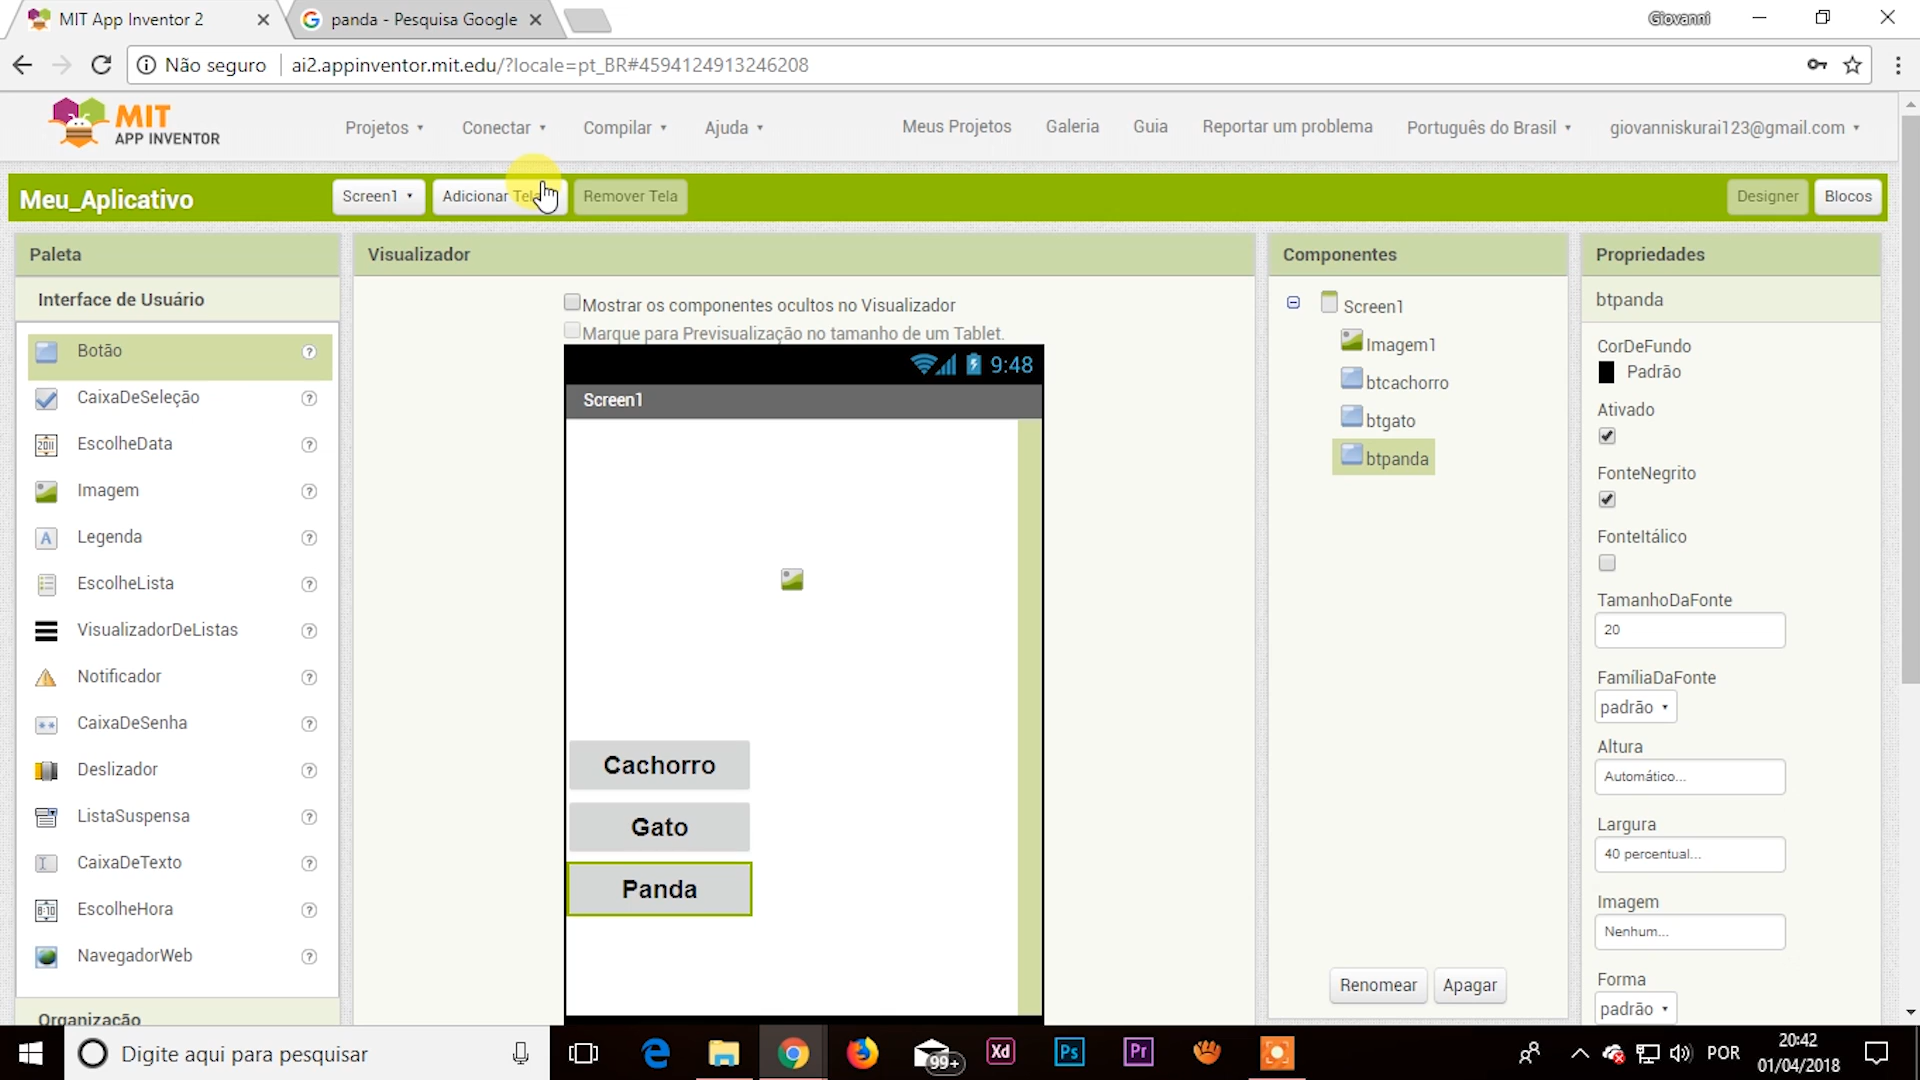 MIT App Inventor 2
panda - Pesquisa Google
Giovanni
Não seguro
ai2.appinventor.mit.edu/?locale=pt_BR#4594124913246208
MIT
APP INVENTOR
Projetos
Conectar
Compilar
Ajuda
Meus Projetos
Galeria
Guia
Reportar um problema
Português do Brasil
giovanniskurai123@gmail.com
Meu_Aplicativo
Screen1
Adicionar Tela
Remover Tela
Designer
Blocos
Paleta
Interface de Usuário
Botão
?
CaixaDeSeleção
?
2011
EscolheData
?
Imagem
?
A
Legenda
?
EscolheLista
?
VisualizadorDeListas
?
Notificador
?
CaixaDeSenha
?
Deslizador
?
ListaSuspensa
?
CaixaDeTexto
?
8:10
EscolheHora
?
NavegadorWeb
?
Organização
Visualizador
Mostrar os componentes ocultos no Visualizador
Marque para Previsualização no tamanho de um Tablet.
9:48
Screen1
Cachorro
Gato
Panda
Componentes
Screen1
Imagem1
btcachorro
btgato
btpanda
Renomear
Apagar
Propriedades
btpanda
CorDeFundo
Padrão
Ativado
FonteNegrito
FonteItálico
TamanhoDaFonte
20
FamíliaDaFonte
padrão
Altura
Automático...
Largura
40 percentual...
Imagem
Nenhum...
Forma
padrão
Digite aqui para pesquisar
99+
Xd
Ps
Pr
POR
20:42
01/04/2018